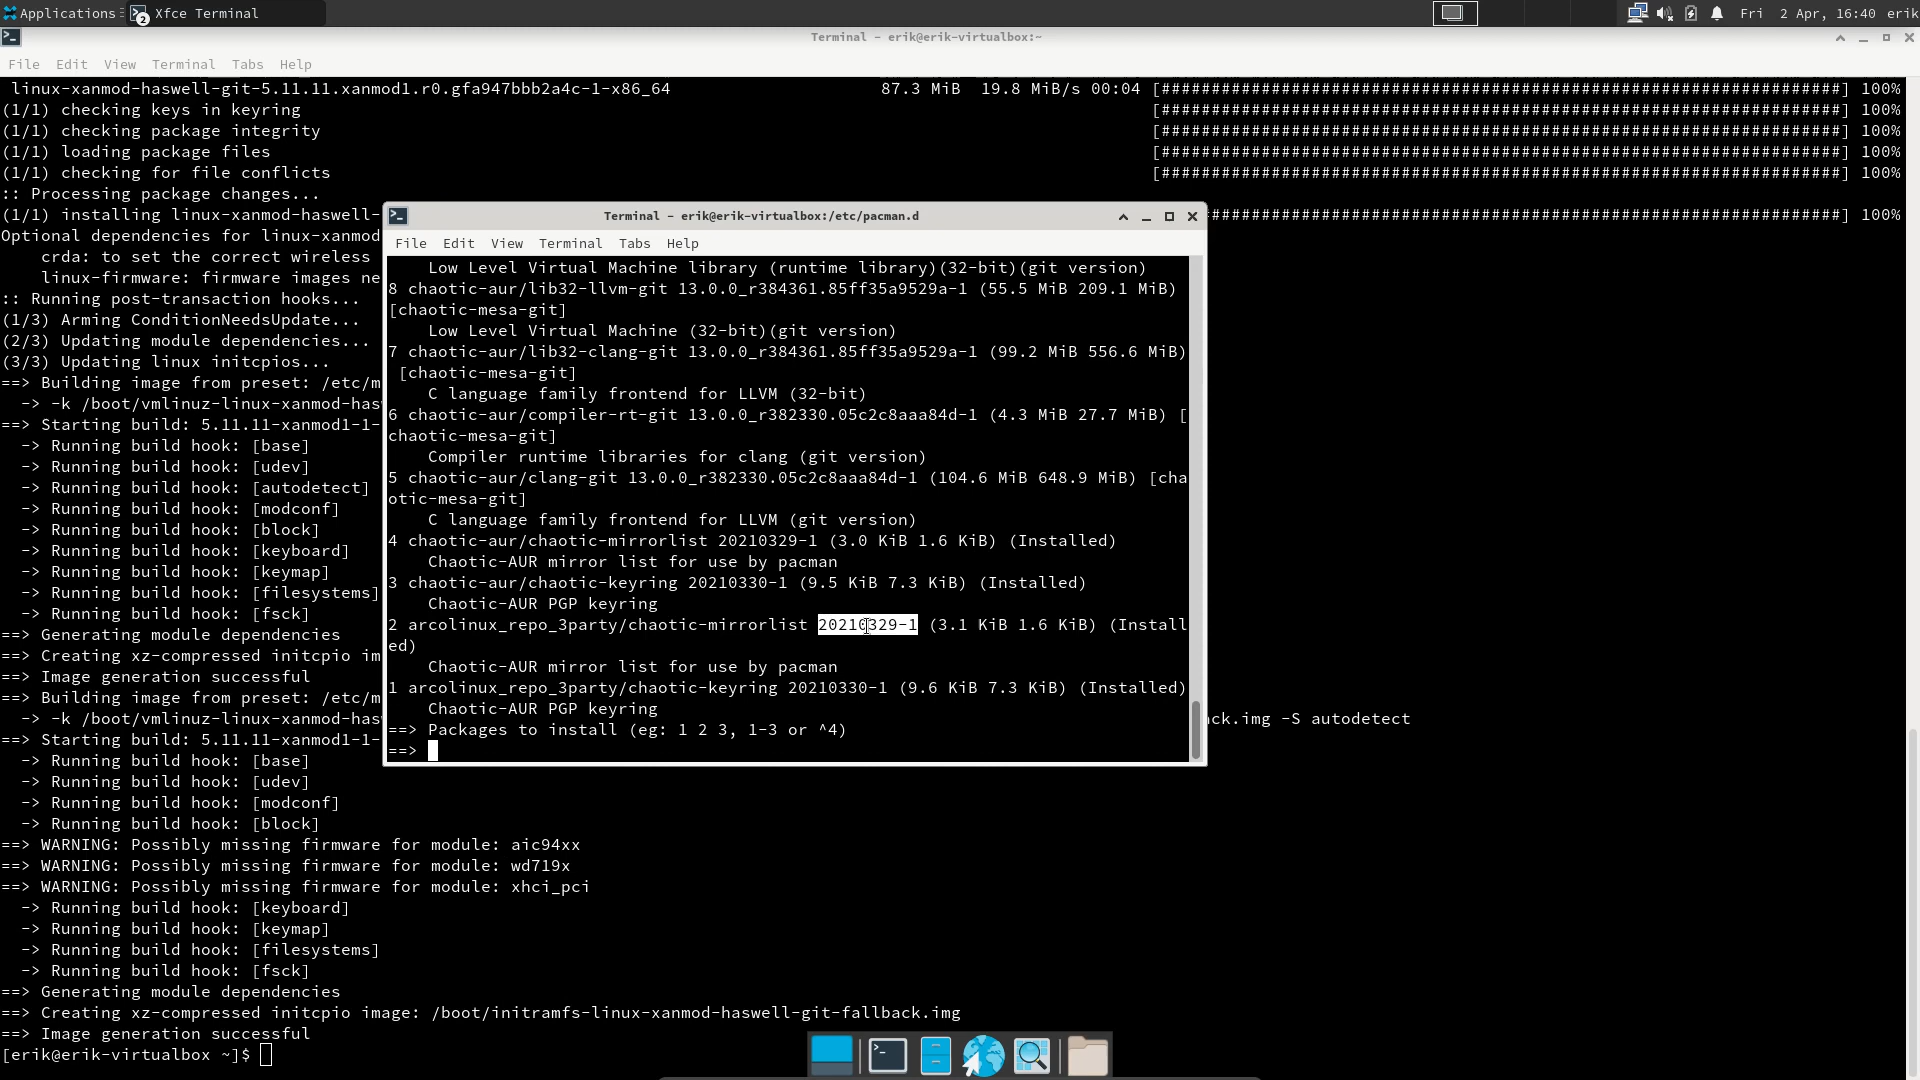 Applications
2 Xfce Terminal
Fri 2 Apr, 16:40 erik
Terminal - erik@erik-virtualbox:~
File Edit View Terminal Tabs Help
linux-xanmod-haswell-git-5.11.11.xanmod1.r0.gfa947bbb2a4c-1-x86_64 87.3 MiB 19.8 MiB/s 00:04 [####################################################################] 100%
(1/1) checking keys in keyring [####################################################################] 100%
(1/1) checking package integrity [####################################################################] 100%
(1/1) loading package files [####################################################################] 100%
(1/1) checking for file conflicts [####################################################################] 100%
:: Processing package changes...
(1/1) installing linux-xanmod-haswell- ################################################################] 100%
Optional dependencies for linux-xanmod
crda: to set the correct wireless
linux-firmware: firmware images ne
:: Running post-transaction hooks...
(1/3) Arming ConditionNeedsUpdate...
(2/3) Updating module dependencies...
(3/3) Updating linux initcpios...
==> Building image from preset: /etc/m
-> -k /boot/vmlinuz-linux-xanmod-has
==> Starting build: 5.11.11-xanmod1-1-
-> Running build hook: [base]
-> Running build hook: [udev]
-> Running build hook: [autodetect]
-> Running build hook: [modconf]
-> Running build hook: [block]
-> Running build hook: [keyboard]
-> Running build hook: [keymap]
-> Running build hook: [filesystems]
-> Running build hook: [fsck]
==> Generating module dependencies
==> Creating xz-compressed initcpio im
==> Image generation successful
==> Building image from preset: /etc/m
-> -k /boot/vmlinuz-linux-xanmod-has ck.img -S autodetect
==> Starting build: 5.11.11-xanmod1-1-
-> Running build hook: [base]
-> Running build hook: [udev]
-> Running build hook: [modconf]
-> Running build hook: [block]
==> WARNING: Possibly missing firmware for module: aic94xx
==> WARNING: Possibly missing firmware for module: wd719x
==> WARNING: Possibly missing firmware for module: xhci_pci
-> Running build hook: [keyboard]
-> Running build hook: [keymap]
-> Running build hook: [filesystems]
-> Running build hook: [fsck]
==> Generating module dependencies
==> Creating xz-compressed initcpio image: /boot/initramfs-linux-xanmod-haswell-git-fallback.img
==> Image generation successful
[erik@erik-virtualbox ~]$
Terminal - erik@erik-virtualbox:/etc/pacman.d
File Edit View Terminal Tabs Help
Low Level Virtual Machine library (runtime library)(32-bit)(git version)
8 chaotic-aur/lib32-llvm-git 13.0.0_r384361.85ff35a9529a-1 (55.5 MiB 209.1 MiB)
[chaotic-mesa-git]
Low Level Virtual Machine (32-bit)(git version)
7 chaotic-aur/lib32-clang-git 13.0.0_r384361.85ff35a9529a-1 (99.2 MiB 556.6 MiB)
[chaotic-mesa-git]
C language family frontend for LLVM (32-bit)
6 chaotic-aur/compiler-rt-git 13.0.0_r382330.05c2c8aaa84d-1 (4.3 MiB 27.7 MiB) [
chaotic-mesa-git]
Compiler runtime libraries for clang (git version)
5 chaotic-aur/clang-git 13.0.0_r382330.05c2c8aaa84d-1 (104.6 MiB 648.9 MiB) [cha
otic-mesa-git]
C language family frontend for LLVM (git version)
4 chaotic-aur/chaotic-mirrorlist 20210329-1 (3.0 KiB 1.6 KiB) (Installed)
Chaotic-AUR mirror list for use by pacman
3 chaotic-aur/chaotic-keyring 20210330-1 (9.5 KiB 7.3 KiB) (Installed)
Chaotic-AUR PGP keyring
2 arcolinux_repo_3party/chaotic-mirrorlist 20210329-1 (3.1 KiB 1.6 KiB) (Install
ed)
Chaotic-AUR mirror list for use by pacman
1 arcolinux_repo_3party/chaotic-keyring 20210330-1 (9.6 KiB 7.3 KiB) (Installed)
Chaotic-AUR PGP keyring
==> Packages to install (eg: 1 2 3, 1-3 or ^4)
==>